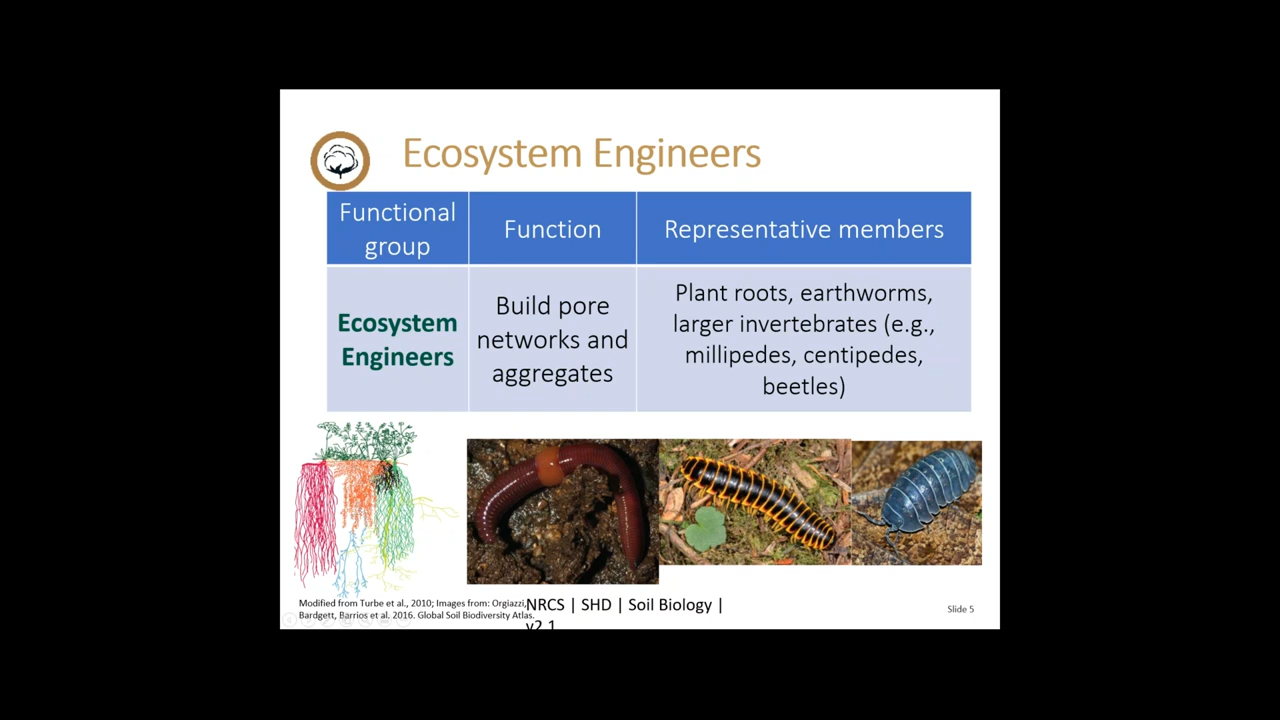 Ecosystem Engineers
Functional
group
Function
Representative members
Ecosystem
Engineers
Build pore
networks and
aggregates
Plant roots, earthworms,
larger invertebrates (e.g.,
millipedes, centipedes,
beetles)
Modified from Turbe et al., 2010; Images from: Orgiazzi,
Bardgett, Barrios et al. 2016. Global Soil Biodiversity Atlas.
NRCS | SHD | Soil Biology |
v2.1
Slide 5